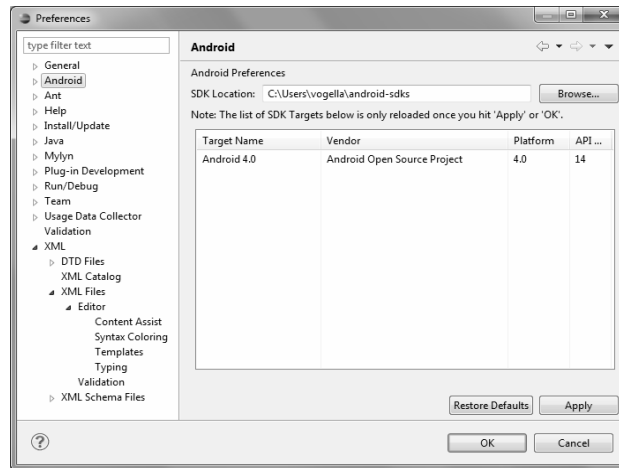 Preferences
type filter text
General
Android
Ant
Help
Install/Update
Java
Mylyn
Plug-in Development
Run/Debug
Team
Usage Data Collector
Validation
XML
DTD Files
XML Catalog
XML Files
Editor
Content Assist
Syntax Coloring
Templates
Typing
Validation
XML Schema Files
Android
Android Preferences
SDK Location: C:\Users\vogella\android-sdks Browse...
Note: The list of SDK Targets below is only reloaded once you hit 'Apply' or 'OK'.
Target Name Vendor Platform API ...
Android 4.0 Android Open Source Project 4.0 14
Restore Defaults Apply
? OK Cancel